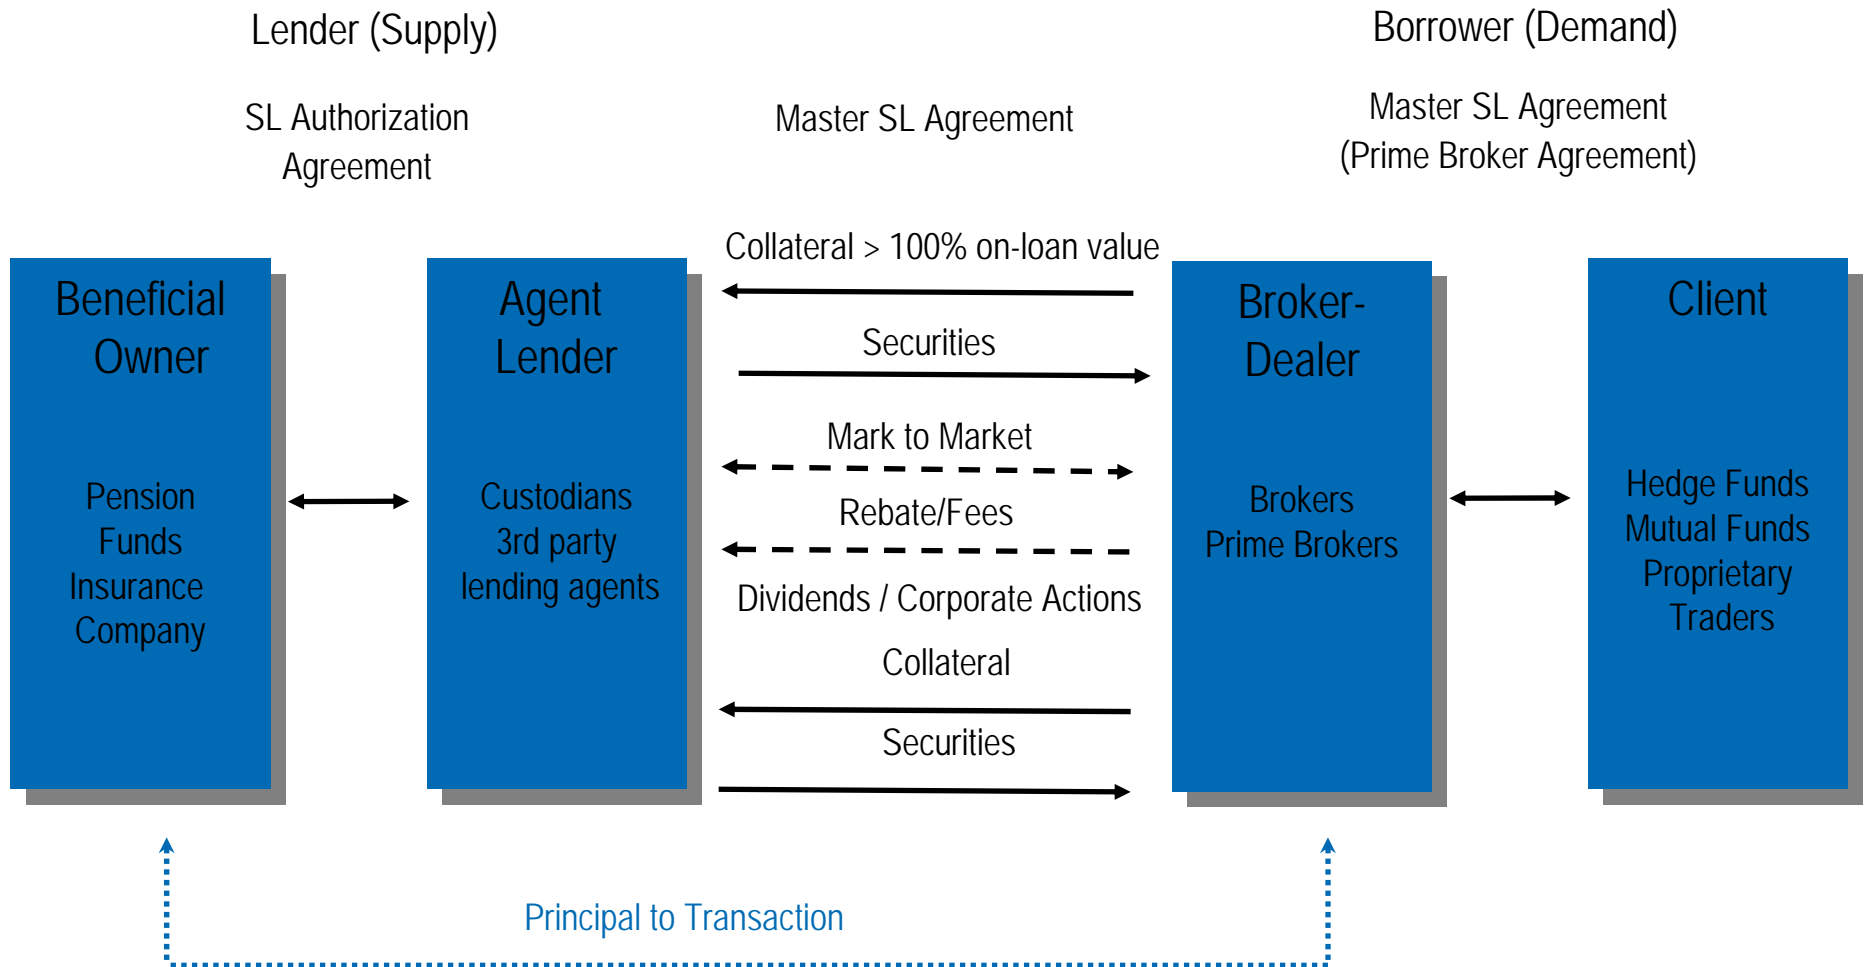 Lender (Supply)
Borrower (Demand)
SL Authorization
Agreement
Master SL Agreement
Master SL Agreement
(Prime Broker Agreement)
Beneficial
Owner
Pension
Funds
Insurance
Company
Agent
Lender
Custodians
3rd party
lending agents
Collateral > 100% on-loan value
Securities
Mark to Market
Rebate/Fees
Dividends / Corporate Actions
Collateral
Securities
Broker-
Dealer
Brokers
Prime Brokers
Client
Hedge Funds
Mutual Funds
Proprietary
Traders
Principal to Transaction